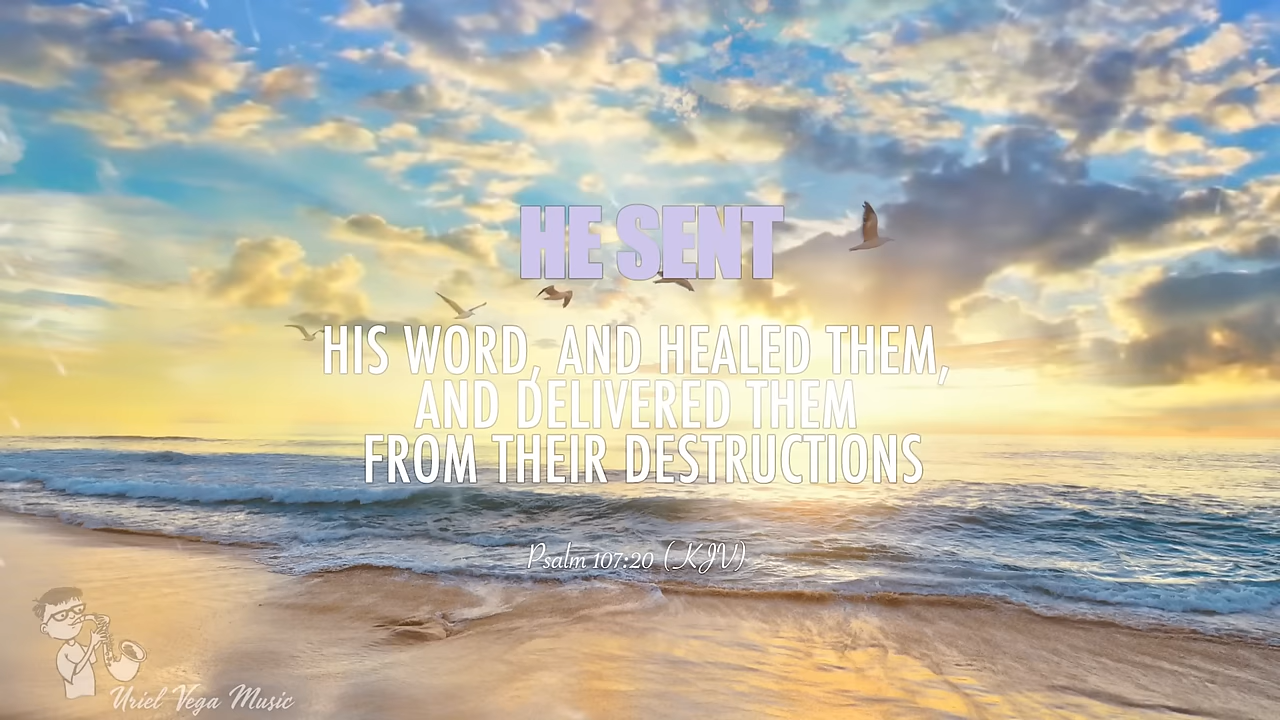 HE SENT
HIS WORD, AND HEALED THEM,
AND DELIVERED THEM
FROM THEIR DESTRUCTIONS
Psalm 107:20 (KJV)
Uriel Vega Music